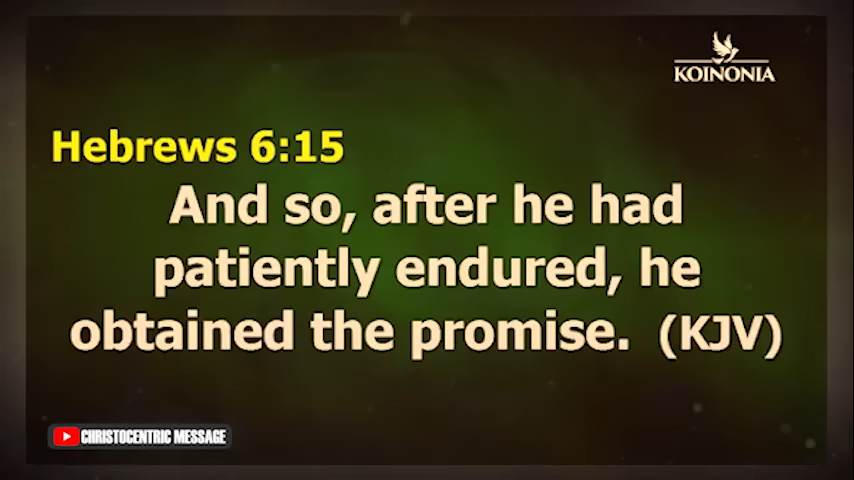 KOINONIA
Hebrews 6:15
And so, after he had
patiently endured, he
obtained the promise. (KJV)
CHRISTOCENTRIC MESSAGE